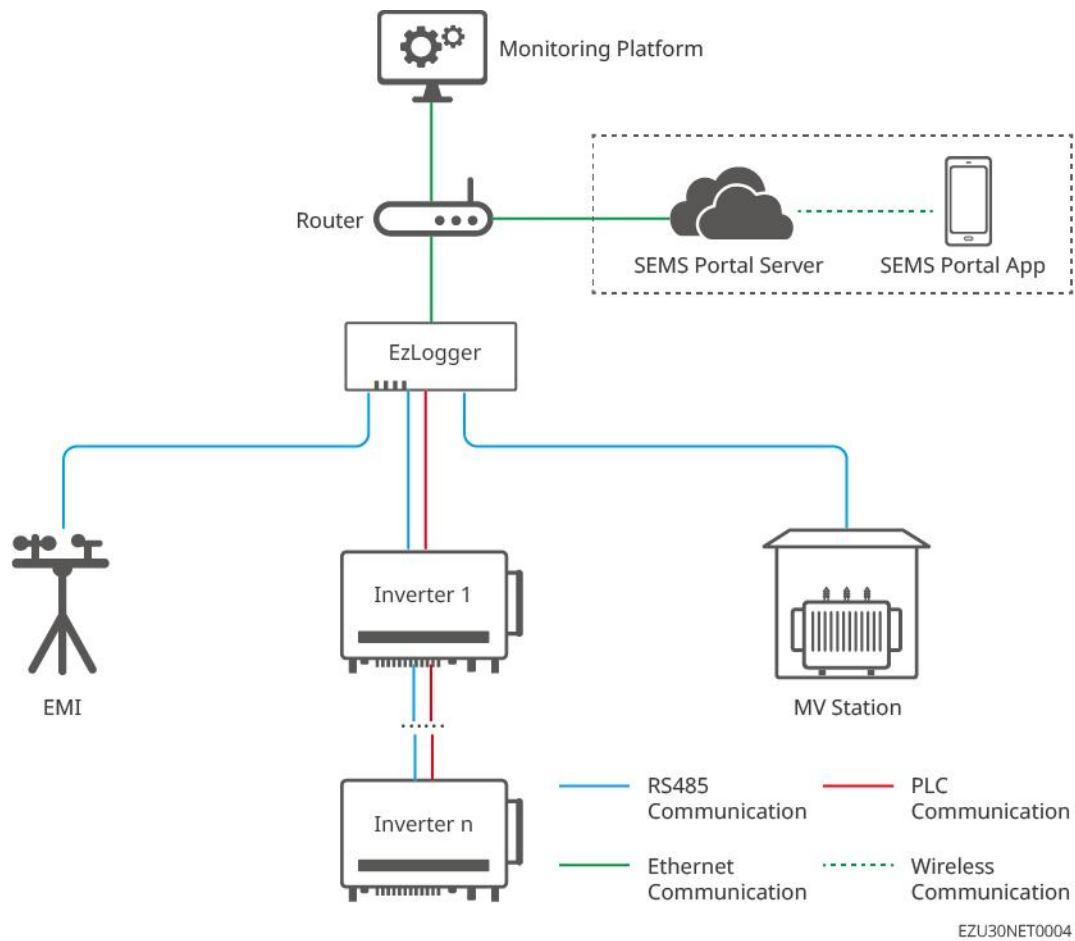 Monitoring Platform
Router
SEMS Portal Server
SEMS Portal App
EzLogger
Inverter 1
EMI
MV Station
Inverter n
RS485
Communication
PLC
Communication
Ethernet
Communication
Wireless
Communication
EZU30NET0004